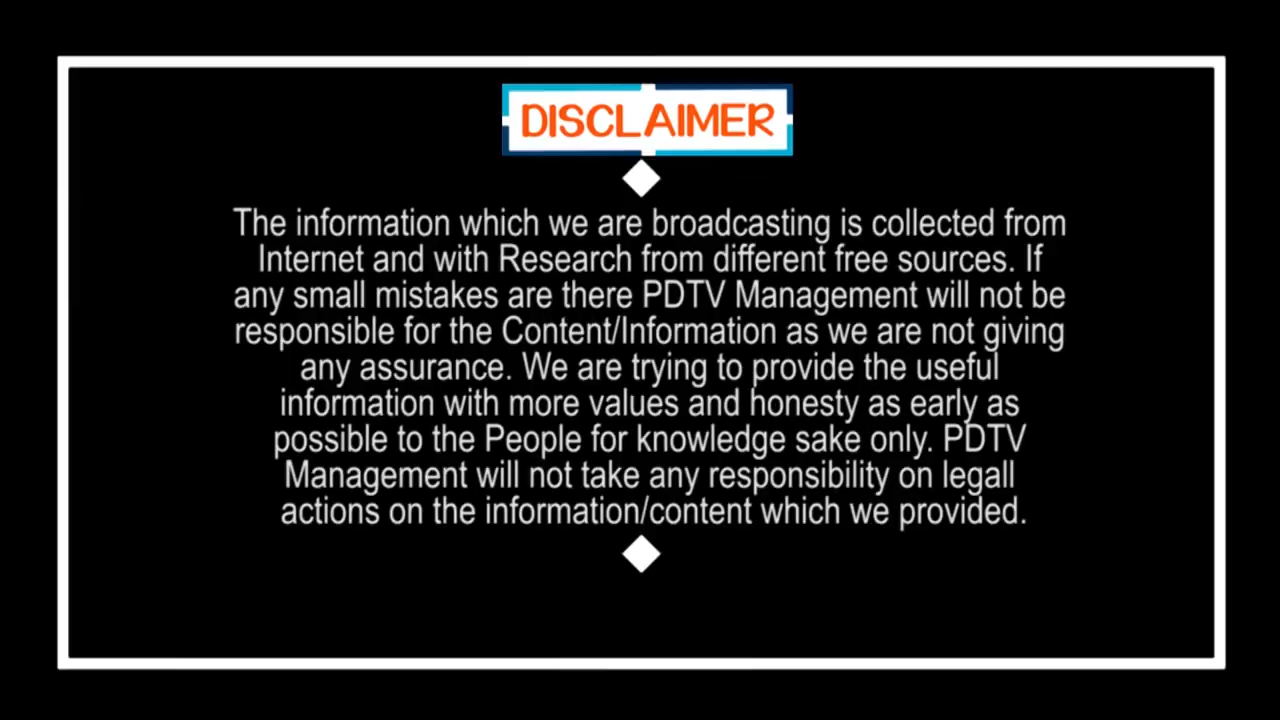 DISCLAIMER
The information which we are broadcasting is collected from
Internet and with Research from different free sources. If
any small mistakes are there PDTV Management will not be
responsible for the Content/Information as we are not giving
any assurance. We are trying to provide the useful
information with more values and honesty as early as
possible to the People for knowledge sake only. PDTV
Management will not take any responsibility on legall
actions on the information/content which we provided.